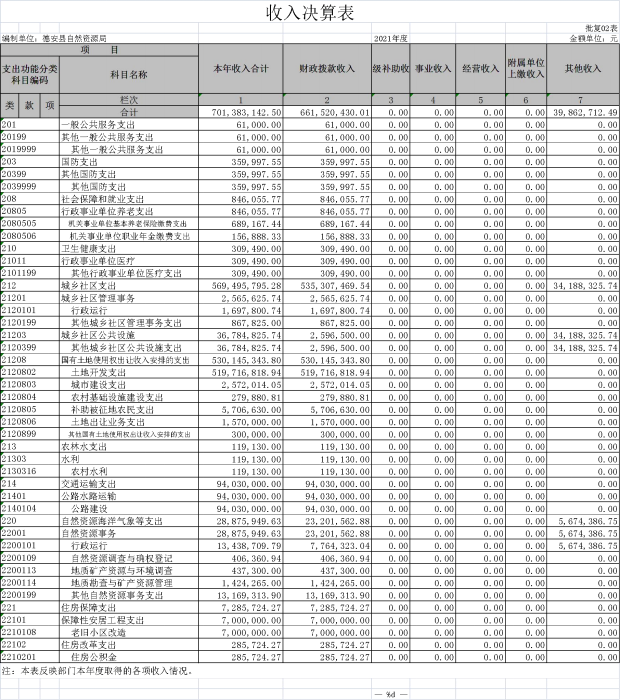 收入决算表
批复02表
编制单位：德安县自然资源局 2021年度 金额单位：元
项 目 本年收入合计 财政拨款收入 级补助收 事业收入 经营收入 附属单位上缴收入 其他收入
支出功能分类科目编码 科目名称
类 款 项 栏次 1 2 3 4 5 6 7
合计 701,383,142.50 661,520,430.01 0.00 0.00 0.00 0.00 39,862,712.49
201 一般公共服务支出 61,000.00 61,000.00 0.00 0.00 0.00 0.00 0.00
20199 其他一般公共服务支出 61,000.00 61,000.00 0.00 0.00 0.00 0.00 0.00
2019999 其他一般公共服务支出 61,000.00 61,000.00 0.00 0.00 0.00 0.00 0.00
203 国防支出 359,997.55 359,997.55 0.00 0.00 0.00 0.00 0.00
20399 其他国防支出 359,997.55 359,997.55 0.00 0.00 0.00 0.00 0.00
2039999 其他国防支出 359,997.55 359,997.55 0.00 0.00 0.00 0.00 0.00
208 社会保障和就业支出 846,055.77 846,055.77 0.00 0.00 0.00 0.00 0.00
20805 行政事业单位养老支出 846,055.77 846,055.77 0.00 0.00 0.00 0.00 0.00
2080505 机关事业单位基本养老保险缴费支出 689,167.44 689,167.44 0.00 0.00 0.00 0.00 0.00
2080506 机关事业单位职业年金缴费支出 156,888.33 156,888.33 0.00 0.00 0.00 0.00 0.00
210 卫生健康支出 309,490.00 309,490.00 0.00 0.00 0.00 0.00 0.00
21011 行政事业单位医疗 309,490.00 309,490.00 0.00 0.00 0.00 0.00 0.00
2101199 其他行政事业单位医疗支出 309,490.00 309,490.00 0.00 0.00 0.00 0.00 0.00
212 城乡社区支出 569,495,795.28 535,307,469.54 0.00 0.00 0.00 0.00 34,188,325.74
21201 城乡社区管理事务 2,565,625.74 2,565,625.74 0.00 0.00 0.00 0.00 0.00
2120101 行政运行 1,697,800.74 1,697,800.74 0.00 0.00 0.00 0.00 0.00
2120199 其他城乡社区管理事务支出 867,825.00 867,825.00 0.00 0.00 0.00 0.00 0.00
21203 城乡社区公共设施 36,784,825.74 2,596,500.00 0.00 0.00 0.00 0.00 34,188,325.74
2120399 其他城乡社区公共设施支出 36,784,825.74 2,596,500.00 0.00 0.00 0.00 0.00 34,188,325.74
21208 国有土地使用权出让收入安排的支出 530,145,343.80 530,145,343.80 0.00 0.00 0.00 0.00 0.00
2120802 土地开发支出 519,716,818.94 519,716,818.94 0.00 0.00 0.00 0.00 0.00
2120803 城市建设支出 2,572,014.05 2,572,014.05 0.00 0.00 0.00 0.00 0.00
2120804 农村基础设施建设支出 279,880.81 279,880.81 0.00 0.00 0.00 0.00 0.00
2120805 补助被征地农民支出 5,706,630.00 5,706,630.00 0.00 0.00 0.00 0.00 0.00
2120806 土地出让业务支出 1,570,000.00 1,570,000.00 0.00 0.00 0.00 0.00 0.00
2120899 其他国有土地使用权出让收入安排的支出 300,000.00 300,000.00 0.00 0.00 0.00 0.00 0.00
213 农林水支出 119,130.00 119,130.00 0.00 0.00 0.00 0.00 0.00
21303 水利 119,130.00 119,130.00 0.00 0.00 0.00 0.00 0.00
2130316 农村水利 119,130.00 119,130.00 0.00 0.00 0.00 0.00 0.00
214 交通运输支出 94,030,000.00 94,030,000.00 0.00 0.00 0.00 0.00 0.00
21401 公路水路运输 94,030,000.00 94,030,000.00 0.00 0.00 0.00 0.00 0.00
2140104 公路建设 94,030,000.00 94,030,000.00 0.00 0.00 0.00 0.00 0.00
220 自然资源海洋气象等支出 28,875,949.63 23,201,562.88 0.00 0.00 0.00 0.00 5,674,386.75
22001 自然资源事务 28,875,949.63 23,201,562.88 0.00 0.00 0.00 0.00 5,674,386.75
2200101 行政运行 13,438,709.79 7,764,323.04 0.00 0.00 0.00 0.00 5,674,386.75
2200109 自然资源调查与确权登记 406,360.94 406,360.94 0.00 0.00 0.00 0.00 0.00
2200113 地质矿产资源与环境调查 437,300.00 437,300.00 0.00 0.00 0.00 0.00 0.00
2200114 地质勘查与矿产资源管理 1,424,265.00 1,424,265.00 0.00 0.00 0.00 0.00 0.00
2200199 其他自然资源事务支出 13,169,313.90 13,169,313.90 0.00 0.00 0.00 0.00 0.00
221 住房保障支出 7,285,724.27 7,285,724.27 0.00 0.00 0.00 0.00 0.00
22101 保障性安居工程支出 7,000,000.00 7,000,000.00 0.00 0.00 0.00 0.00 0.00
2210108 老旧小区改造 7,000,000.00 7,000,000.00 0.00 0.00 0.00 0.00 0.00
22102 住房改革支出 285,724.27 285,724.27 0.00 0.00 0.00 0.00 0.00
2210201 住房公积金 285,724.27 285,724.27 0.00 0.00 0.00 0.00 0.00
注：本表反映部门本年度取得的各项收入情况。
— %d —